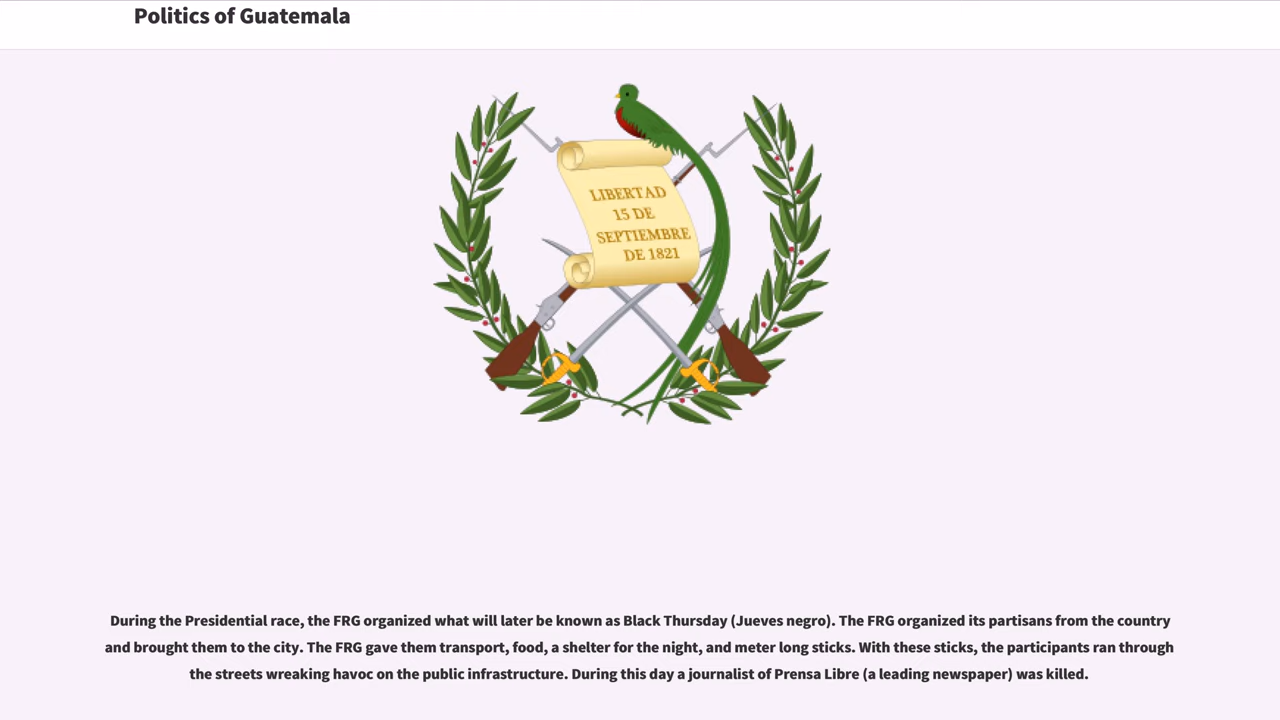 Politics of Guatemala
LIBERTAD
15 DE
SEPTIEMBRE
DE 1821
During the Presidential race, the FRG organized what will later be known as Black Thursday (Jueves negro). The FRG organized its partisans from the country
and brought them to the city. The FRG gave them transport, food, a shelter for the night, and meter long sticks. With these sticks, the participants ran through
the streets wreaking havoc on the public infrastructure. During this day a journalist of Prensa Libre (a leading newspaper) was killed.